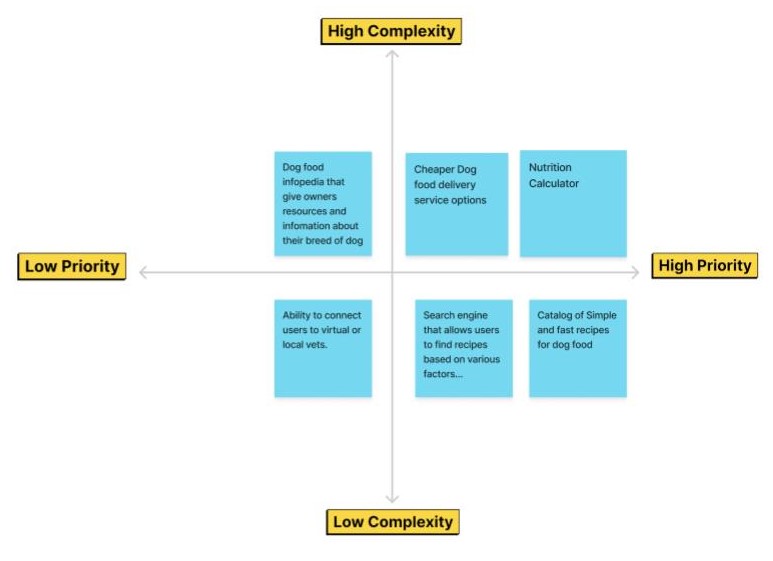 High Complexity
Dog food
infopedia that
give owners
resources and
infomation about
their breed of dog
Cheaper Dog
food delivery
service options
Nutrition
Calculator
Low Priority
High Priority
Ability to connect
users to virtual or
local vets.
Search engine
that allows users
to find recipes
based on various
factors...
Catalog of Simple
and fast recipes
for dog food
Low Complexity